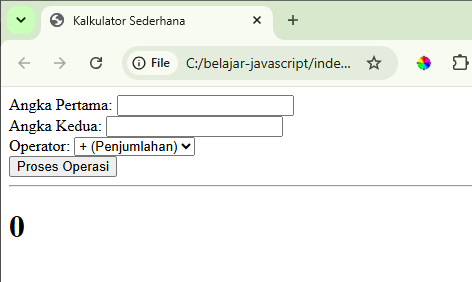 Kalkulator Sederhana
File C:/belajar-javascript/inde...
Angka Pertama:
Angka Kedua:
Operator: + (Penjumlahan)
Proses Operasi
0